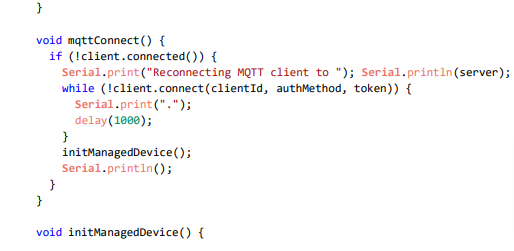 }
void mqttConnect() {
if (!client.connected()) {
Serial.print("Reconnecting MQTT client to "); Serial.println(server);
while (!client.connect(clientId, authMethod, token)) {
Serial.print(".");
delay(1000);
}
initManagedDevice();
Serial.println();
}
}
void initManagedDevice() {